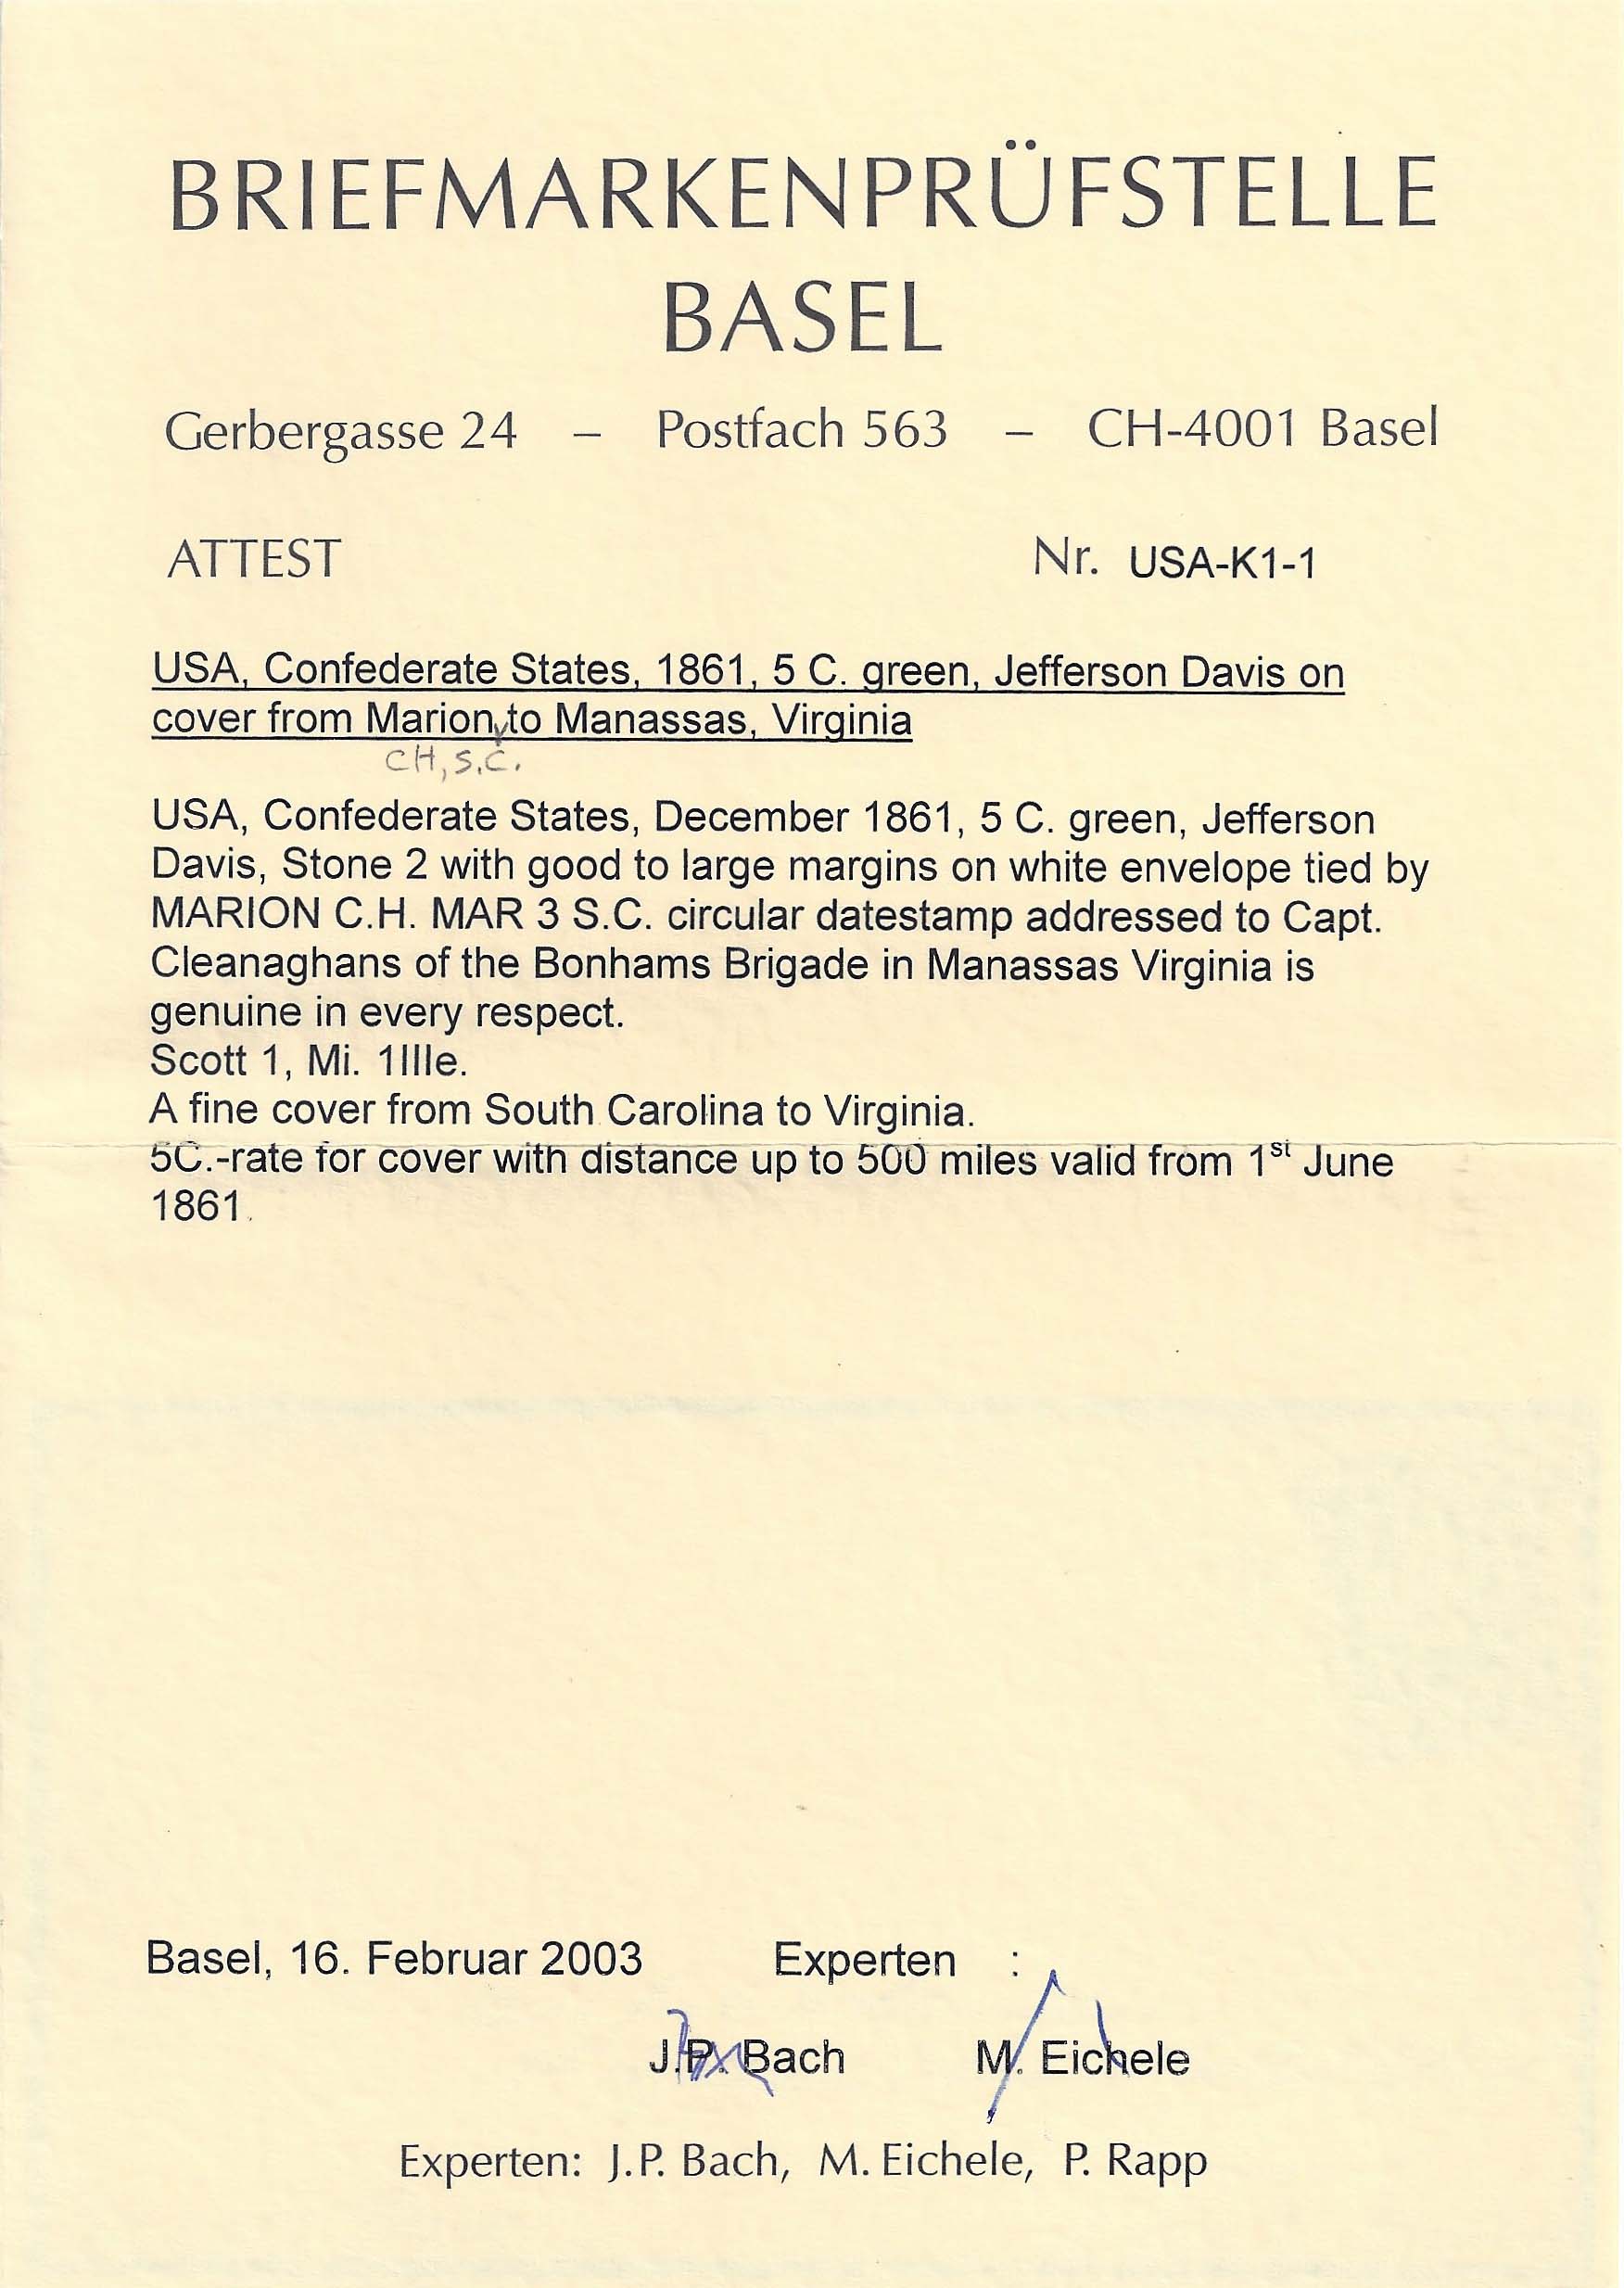 BRIEFMARKENPRÜFSTELLE
BASEL
Gerbergasse 24 – Postfach 563 – CH-4001 Basel
ATTEST Nr. USA-K1-1
USA, Confederate States, 1861, 5 C. green, Jefferson Davis on
cover from Marion to Manassas, Virginia
CH, S.C.
USA, Confederate States, December 1861, 5 C. green, Jefferson
Davis, Stone 2 with good to large margins on white envelope tied by
MARION C.H. MAR 3 S.C. circular datestamp addressed to Capt.
Cleanaghans of the Bonhams Brigade in Manassas Virginia is
genuine in every respect.
Scott 1, Mi. 1IIIe.
A fine cover from South Carolina to Virginia.
5C.-rate for cover with distance up to 500 miles valid from 1st June
1861.
Basel, 16. Februar 2003 Experten :
J.P. Bach M. Eichele
Experten: J.P. Bach, M. Eichele, P. Rapp